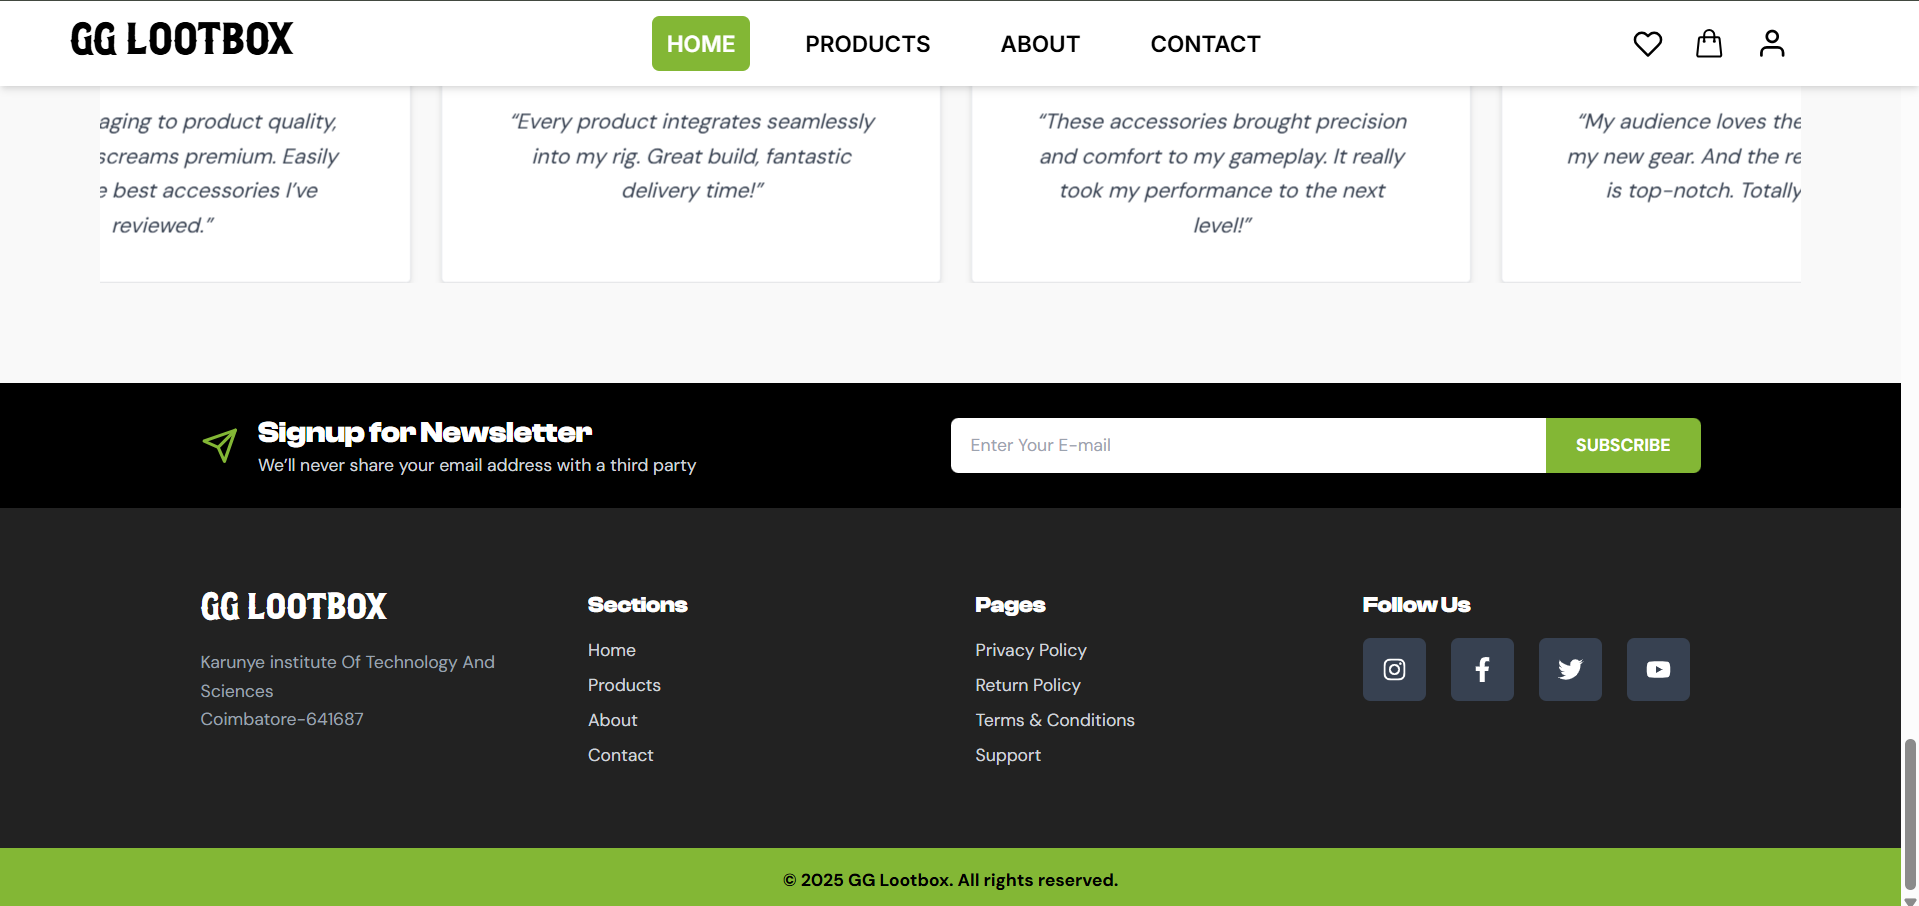 GG LOOTBOX
HOME
PRODUCTS
ABOUT
CONTACT
aging to product quality,
screams premium. Easily
e best accessories I’ve
reviewed.”
“Every product integrates seamlessly
into my rig. Great build, fantastic
delivery time!”
“These accessories brought precision
and comfort to my gameplay. It really
took my performance to the next
level!”
“My audience loves the
my new gear. And the re
is top-notch. Totally
Signup for Newsletter
We’ll never share your email address with a third party
Enter Your E-mail
SUBSCRIBE
GG LOOTBOX
Karunye institute Of Technology And
Sciences
Coimbatore-641687
Sections
Home
Products
About
Contact
Pages
Privacy Policy
Return Policy
Terms & Conditions
Support
Follow Us
© 2025 GG Lootbox. All rights reserved.